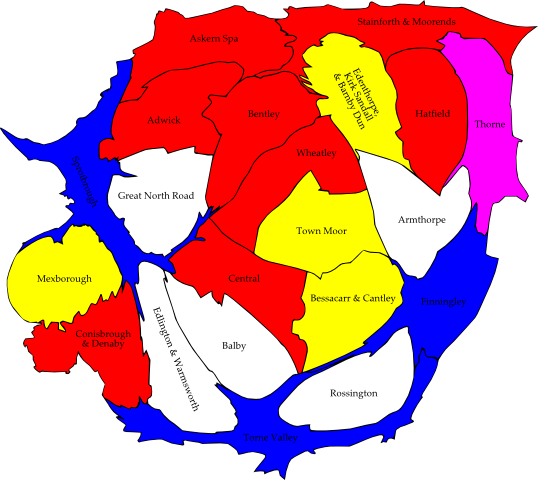 Stainforth & Moorends
Askern Spa
Edenthorpe,
Kirk Sandall
& Barnby Dun
Adwick
Bentley
Hatfield
Thorne
Wheatley
Sprotbrough
Great North Road
Armthorpe
Town Moor
Mexborough
Central
Bessacarr & Cantley
Finningley
Edlington & Warmsworth
Conisbrough
& Denaby
Balby
Rossington
Torne Valley